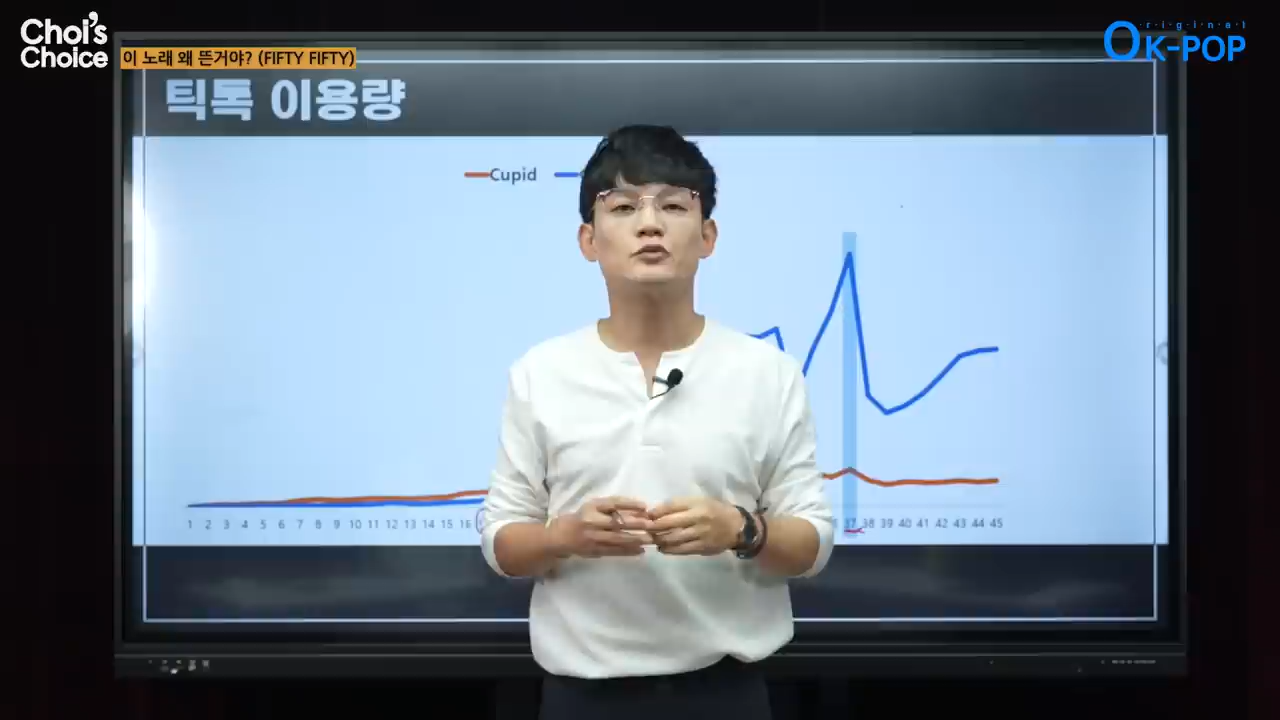 Choi's
Choice
이 노래 왜 뜬거야? (FIFTY FIFTY)
Original
K-POP
틱톡 이용량
Cupid
1 2 3 4 5 6 7 8 9 10 11 12 13 14 15 16
37 38 39 40 41 42 43 44 45